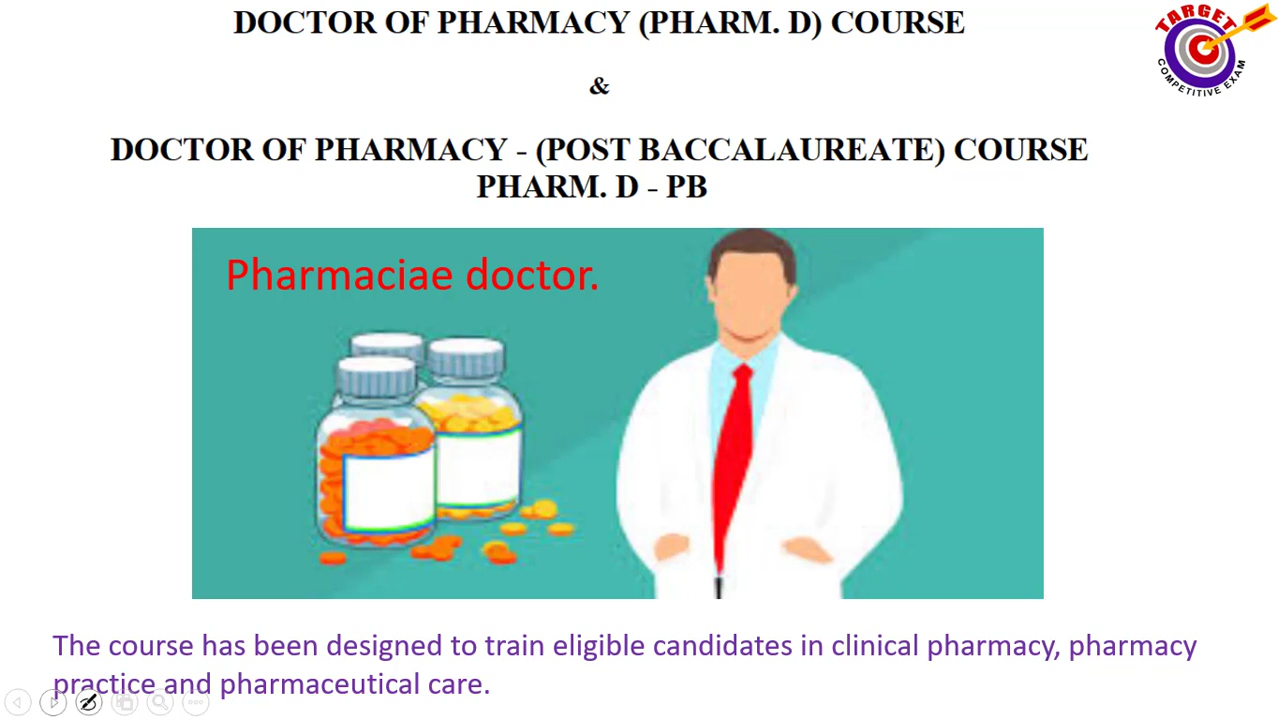 DOCTOR OF PHARMACY (PHARM. D) COURSE
TARGET
COMPETITIVE EXAM
&
DOCTOR OF PHARMACY - (POST BACCALAUREATE) COURSE
PHARM. D - PB
Pharmaciae doctor.
The course has been designed to train eligible candidates in clinical pharmacy, pharmacy
practice and pharmaceutical care.